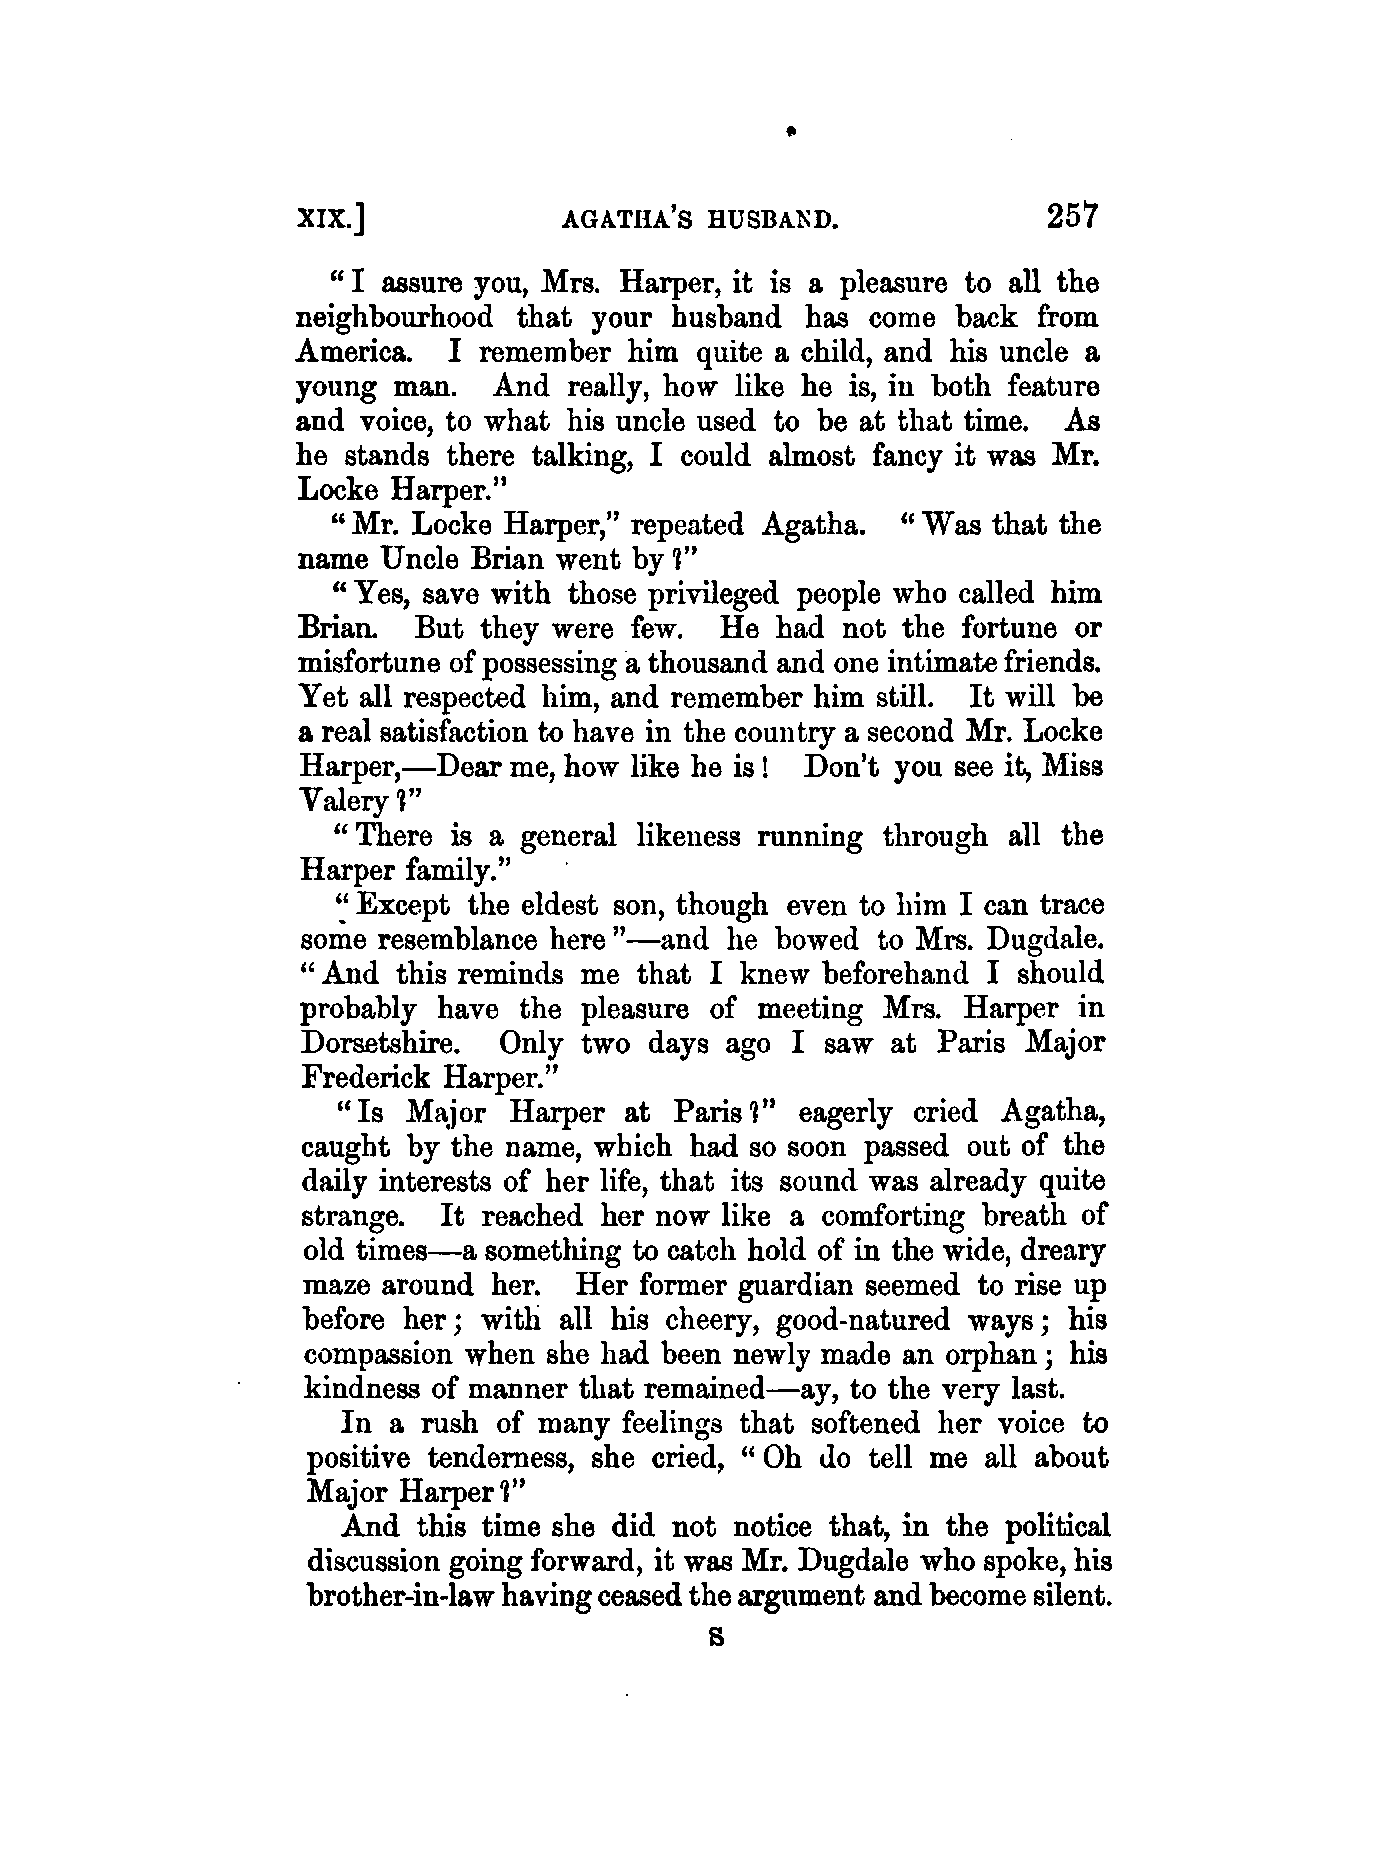 XIX.] AGATHA'S HUSBAND. 257
"I assure you, Mrs. Harper, it is a pleasure to all the
neighbourhood that your husband has come back from
America. I remember him quite a child, and his uncle a
young man. And really, how like he is, in both feature
and voice, to what his uncle used to be at that time. As
he stands there talking, I could almost fancy it was Mr.
Locke Harper."
"Mr. Locke Harper," repeated Agatha. "Was that the
name Uncle Brian went by?"
"Yes, save with those privileged people who called him
Brian. But they were few. He had not the fortune or
misfortune of possessing a thousand and one intimate friends.
Yet all respected him, and remember him still. It will be
a real satisfaction to have in the country a second Mr. Locke
Harper,—Dear me, how like he is! Don't you see it, Miss
Valery?"
"There is a general likeness running through all the
Harper family."
"Except the eldest son, though even to him I can trace
some resemblance here"—and he bowed to Mrs. Dugdale.
"And this reminds me that I knew beforehand I should
probably have the pleasure of meeting Mrs. Harper in
Dorsetshire. Only two days ago I saw at Paris Major
Frederick Harper."
"Is Major Harper at Paris?" eagerly cried Agatha,
caught by the name, which had so soon passed out of the
daily interests of her life, that its sound was already quite
strange. It reached her now like a comforting breath of
old times—a something to catch hold of in the wide, dreary
maze around her. Her former guardian seemed to rise up
before her; with all his cheery, good-natured ways; his
compassion when she had been newly made an orphan; his
kindness of manner that remained—ay, to the very last.
In a rush of many feelings that softened her voice to
positive tenderness, she cried, "Oh do tell me all about
Major Harper?"
And this time she did not notice that, in the political
discussion going forward, it was Mr. Dugdale who spoke, his
brother-in-law having ceased the argument and become silent.
S